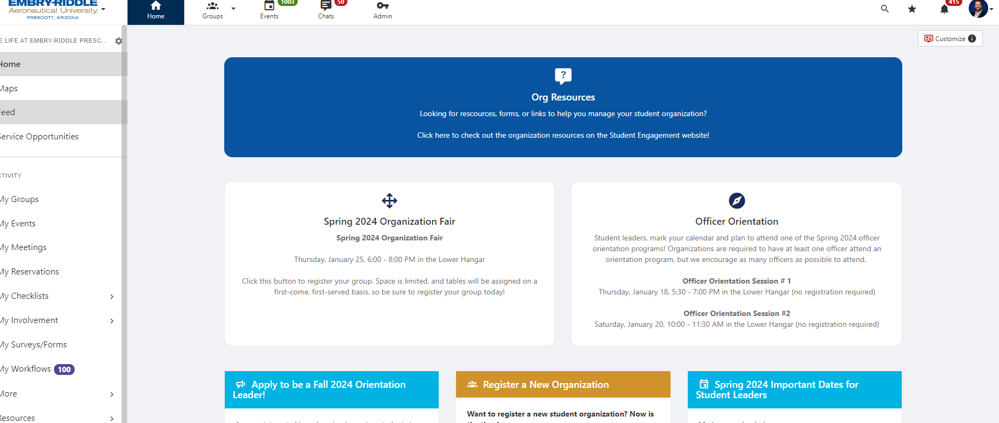 EMBRY-RIDDLE
Aeronautical University.
PRESCOTT, ARIZONA
Home
Groups
1003
Events
50
Chats
Admin
415
E LIFE AT EMBRY-RIDDLE PRESC...
Customize
Home
Maps
Feed
Service Opportunities
CTIVITY
My Groups
My Events
My Meetings
My Reservations
My Checklists
My Involvement
My Surveys/Forms
My Workflows 100
More
Resources
?
Org Resources
Looking for rescources, forms, or links to help you manage your student organization?
Click here to check out the organization resources on the Student Engagement website!
Spring 2024 Organization Fair
Spring 2024 Organization Fair
Thursday, January 25, 6:00 - 8:00 PM in the Lower Hangar
Click this button to register your group. Space is limited, and tables will be assigned on a
first-come, first-served basis, so be sure to register your group today!
Officer Orientation
Student leaders, mark your calendar and plan to attend one of the Spring 2024 officer
orientation programs! Organizations are required to have at least one officer attend an
orientation program, but we encourage as many officers as possible to attend.
Officer Orientation Session # 1
Thursday, January 18, 5:30 - 7:00 PM in the Lower Hangar (no registration required)
Officer Orientation Session #2
Saturday, January 20, 10:00 - 11:30 AM in the Lower Hangar (no registration required)
Apply to be a Fall 2024 Orientation
Leader!
Register a New Organization
Want to register a new student organization? Now is
Spring 2024 Important Dates for
Student Leaders